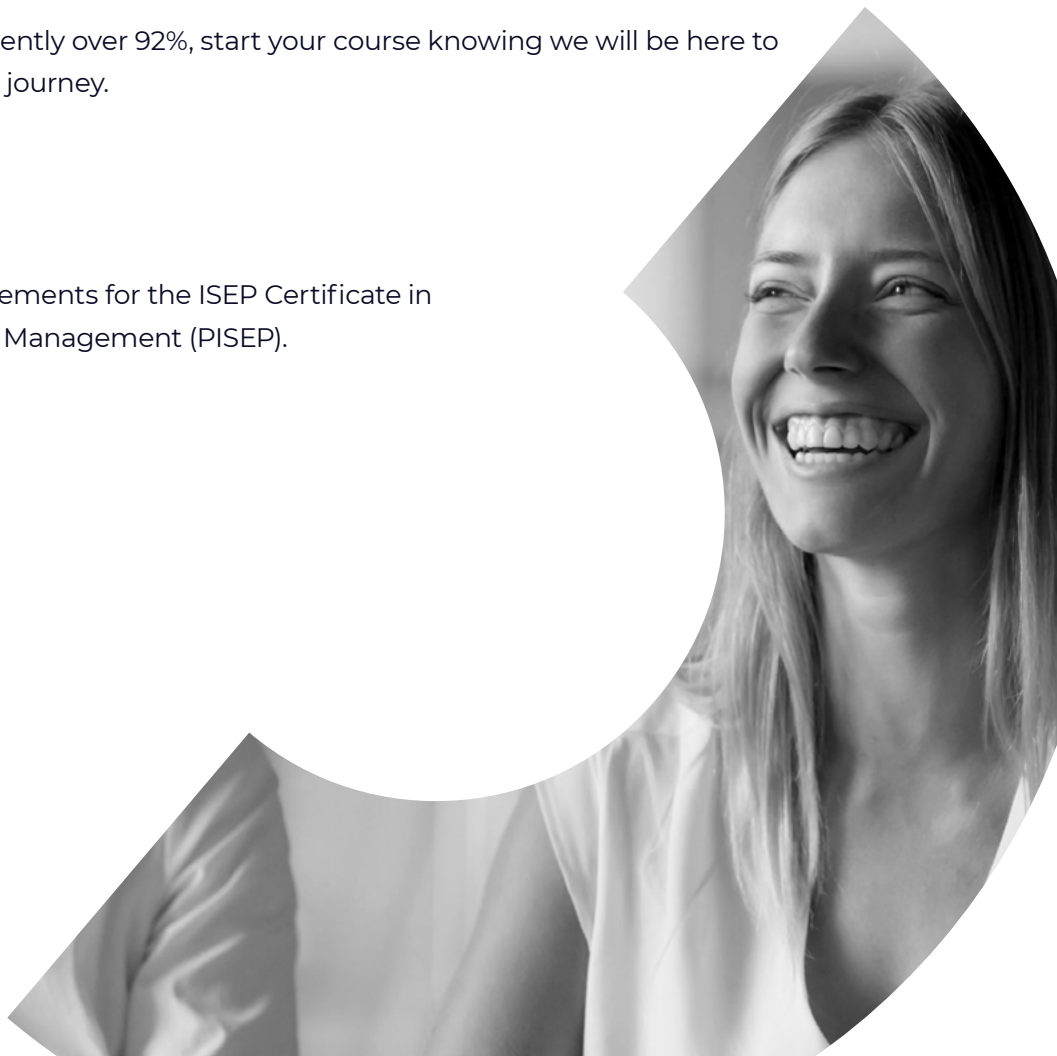 ently over 92%, start your course knowing we will be here to
journey.
ements for the ISEP Certificate in
Management (PISEP).